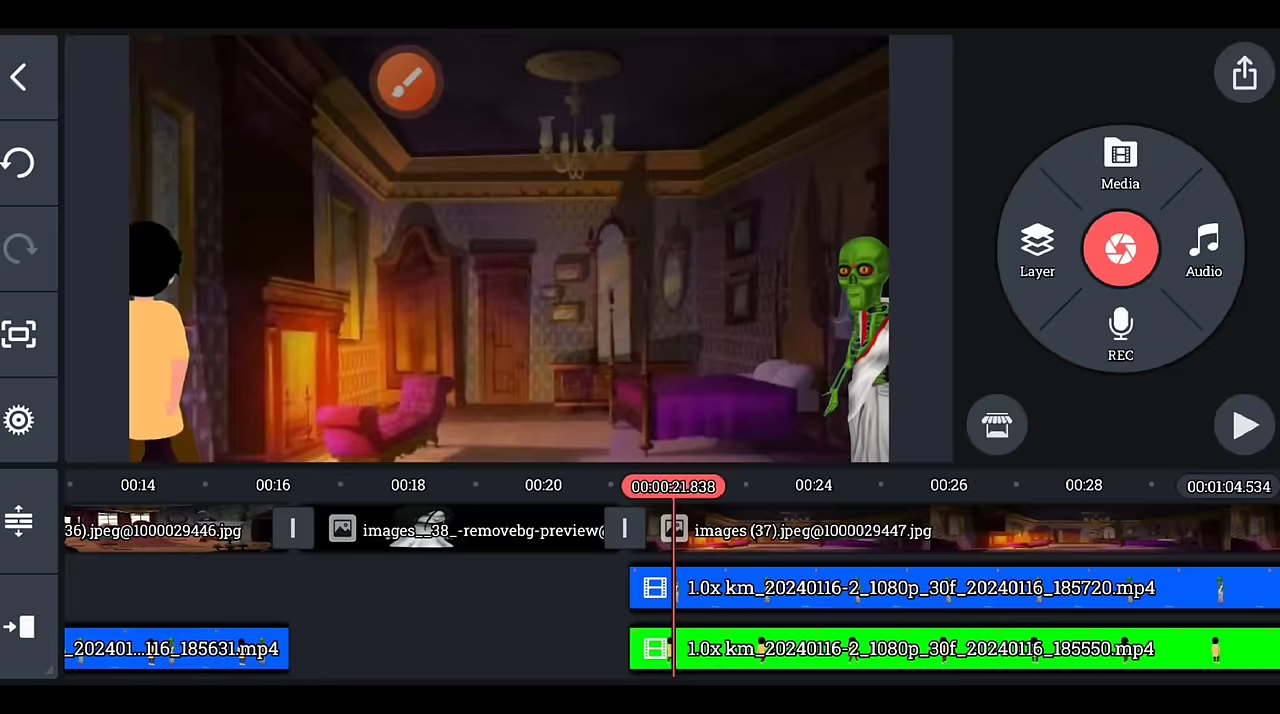 Media
Layer
Audio
REC
00:14
00:16
00:18
00:20
00:00:21.838
00:24
00:26
00:28
00:01:04.534
36).jpeg@1000029446.jpg
images__38_-removebg-preview@
images (37).jpeg@1000029447.jpg
1.0x km_20240116-2_1080p_30f_20240116_185720.mp4
_202401...116_185631.mp4
1.0x km_20240116-2_1080p_30f_20240116_185550.mp4